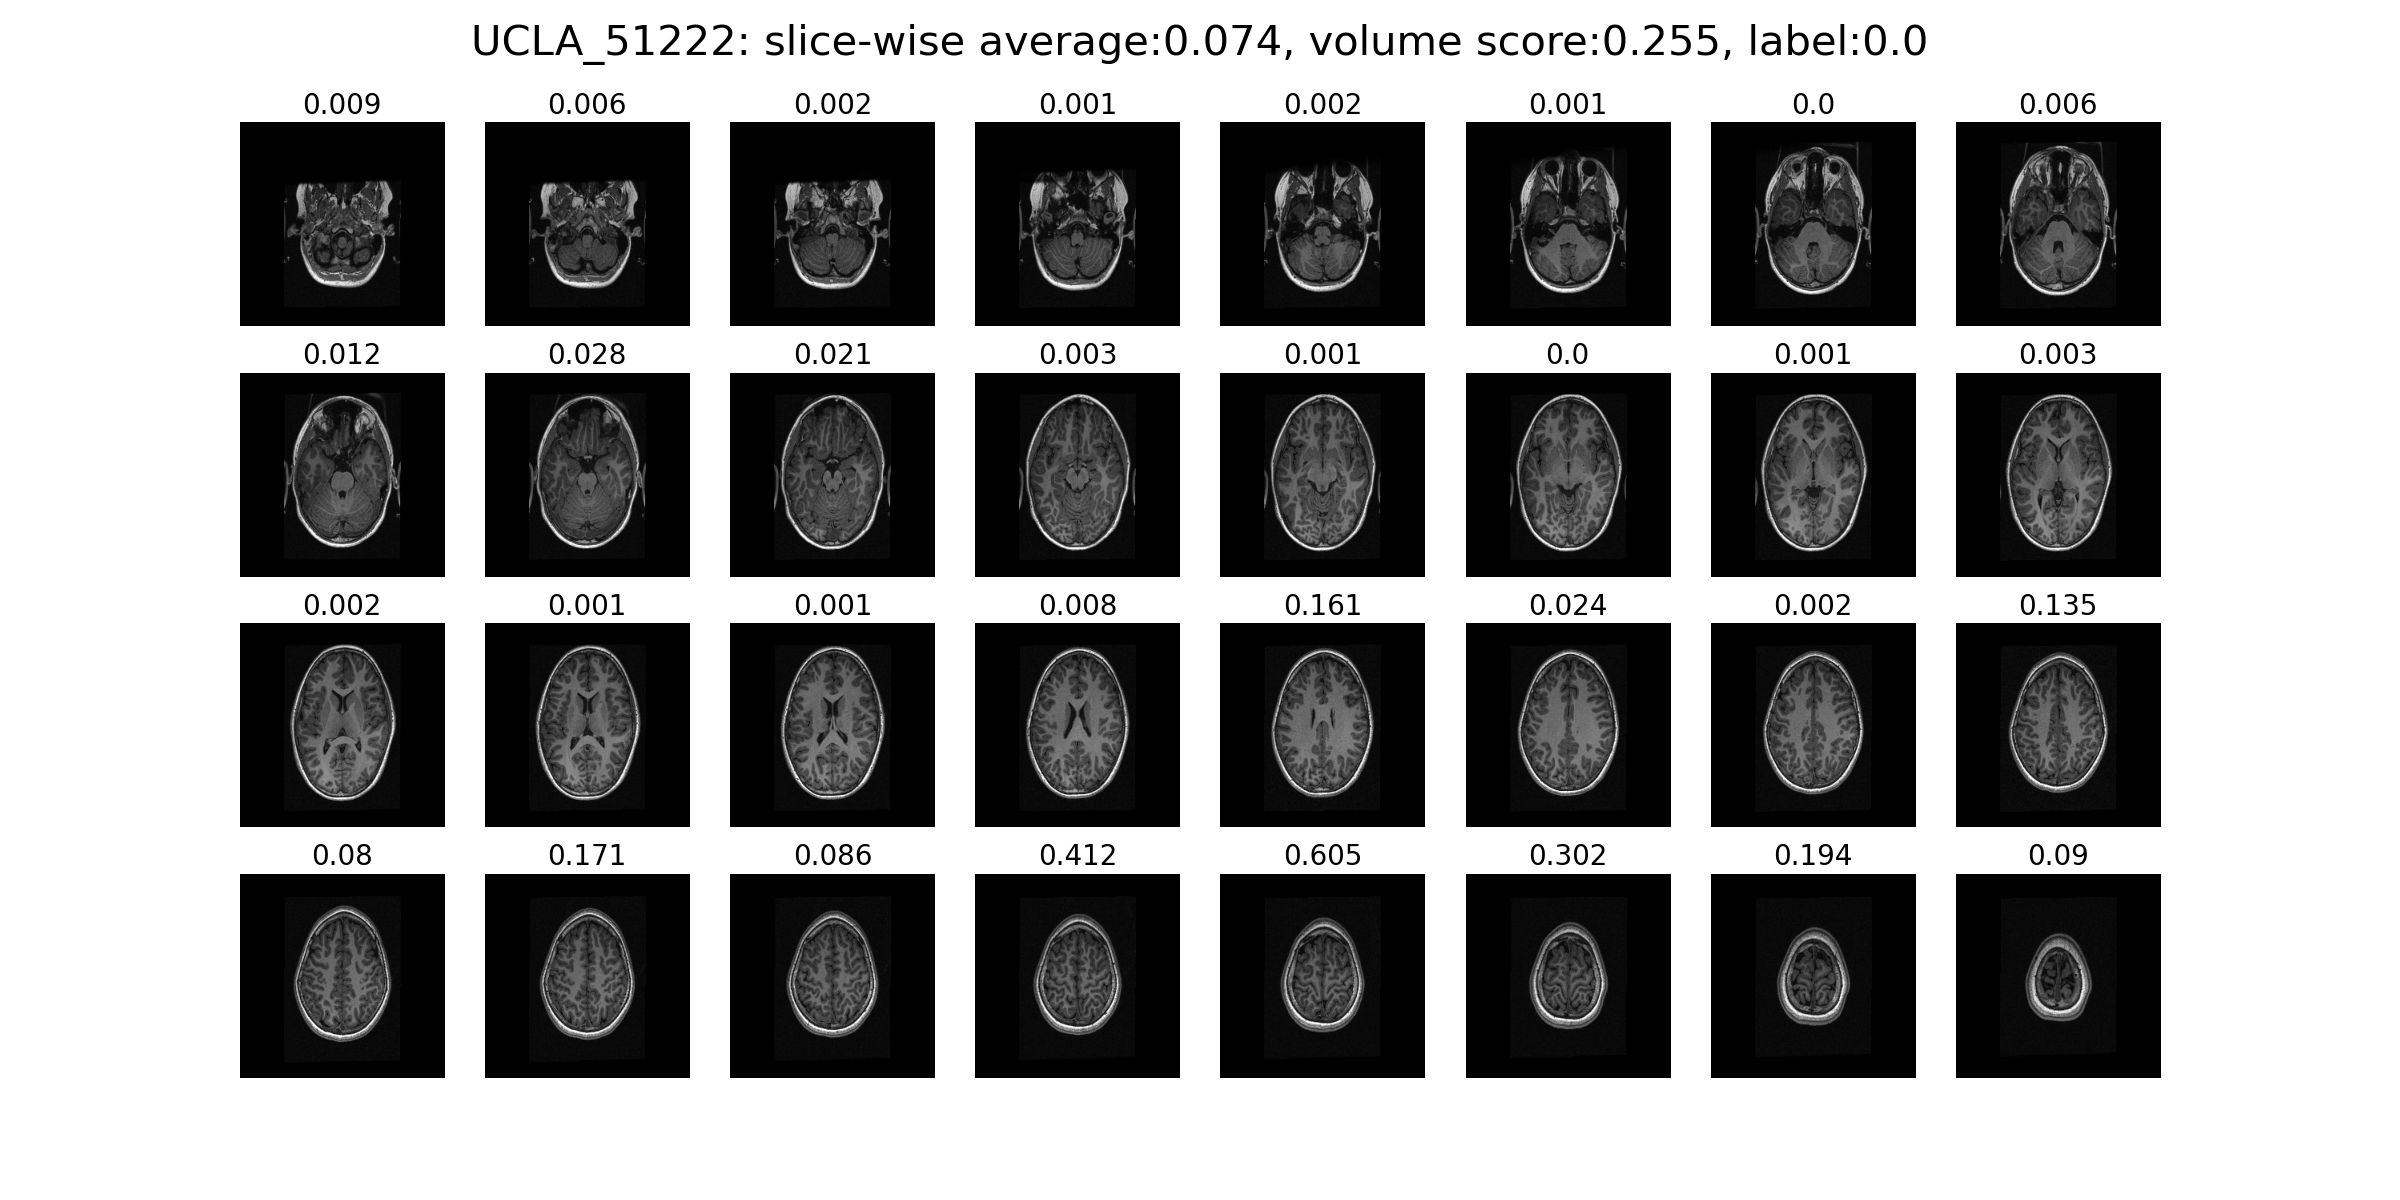 UCLA_51222: slice-wise average:0.074, volume score:0.255, label:0.0
0.009 0.006 0.002 0.001 0.002 0.001 0.0 0.006
0.012 0.028 0.021 0.003 0.001 0.0 0.001 0.003
0.002 0.001 0.001 0.008 0.161 0.024 0.002 0.135
0.08 0.171 0.086 0.412 0.605 0.302 0.194 0.09